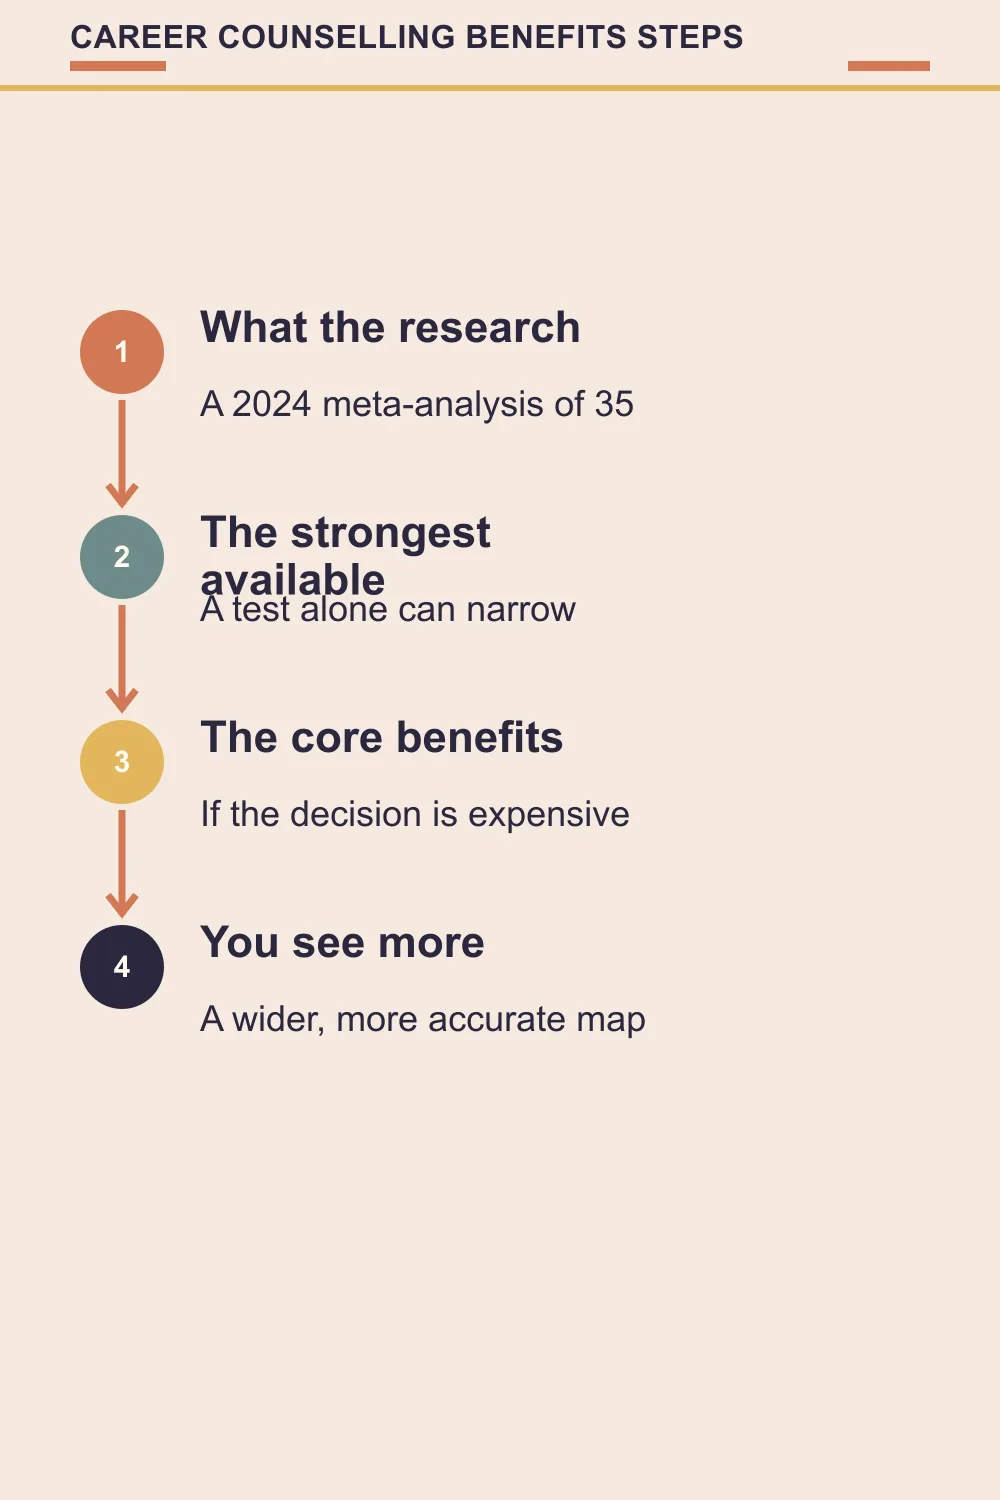 CAREER COUNSELLING BENEFITS STEPS
1
What the research
A 2024 meta-analysis of 35
2
The strongest
available
A test alone can narrow
3
The core benefits
If the decision is expensive
4
You see more
A wider, more accurate map